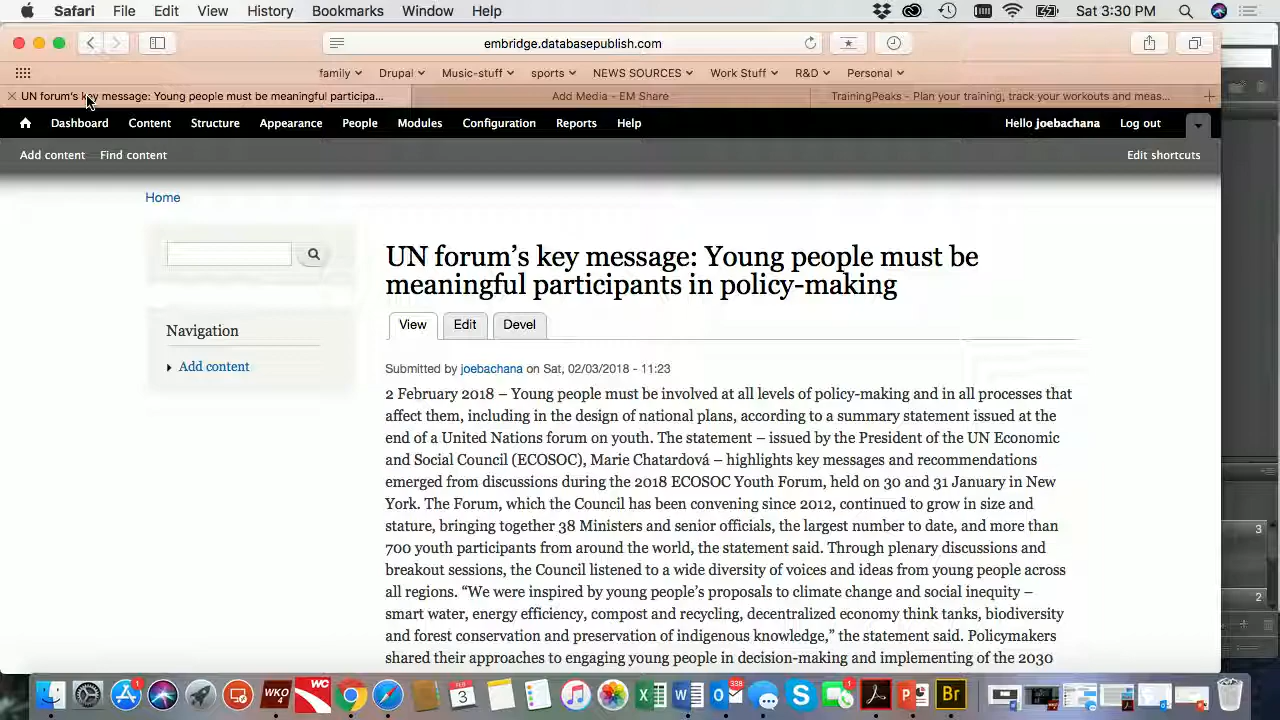 Safari File Edit View History Bookmarks Window Help Sat 3:30 PM
embridge.databasepublish.com
family Drupal Music-stuff sports NEWS SOURCES Work Stuff R&D Personal
UN forum's key message: Young people must be meaningful participa... Add Media - EM Share TrainingPeaks - Plan your training, track your workouts and meas...
Dashboard Content Structure Appearance People Modules Configuration Reports Help Hello joebachana Log out
Add content Find content Edit shortcuts
Home
UN forum’s key message: Young people must be
meaningful participants in policy-making
View Edit Devel
Navigation
Add content
Submitted by joebachana on Sat, 02/03/2018 - 11:23
2 February 2018 – Young people must be involved at all levels of policy-making and in all processes that
affect them, including in the design of national plans, according to a summary statement issued at the
end of a United Nations forum on youth. The statement – issued by the President of the UN Economic
and Social Council (ECOSOC), Marie Chatardová – highlights key messages and recommendations
emerged from discussions during the 2018 ECOSOC Youth Forum, held on 30 and 31 January in New
York. The Forum, which the Council has been convening since 2012, continued to grow in size and
stature, bringing together 38 Ministers and senior officials, the largest number to date, and more than
700 youth participants from around the world, the statement said. Through plenary discussions and
breakout sessions, the Council listened to a wide diversity of voices and ideas from young people across
all regions. “We were inspired by young people’s proposals to climate change and social inequity –
smart water, energy efficiency, compost and recycling, decentralized economy think tanks, biodiversity
and forest conservation and preservation of indigenous knowledge,” the statement said. Policymakers
shared their approaches to engaging young people in decision-making and implementing of the 2030
3
2
1
WKO
WC
FEB
3
338
1
Br